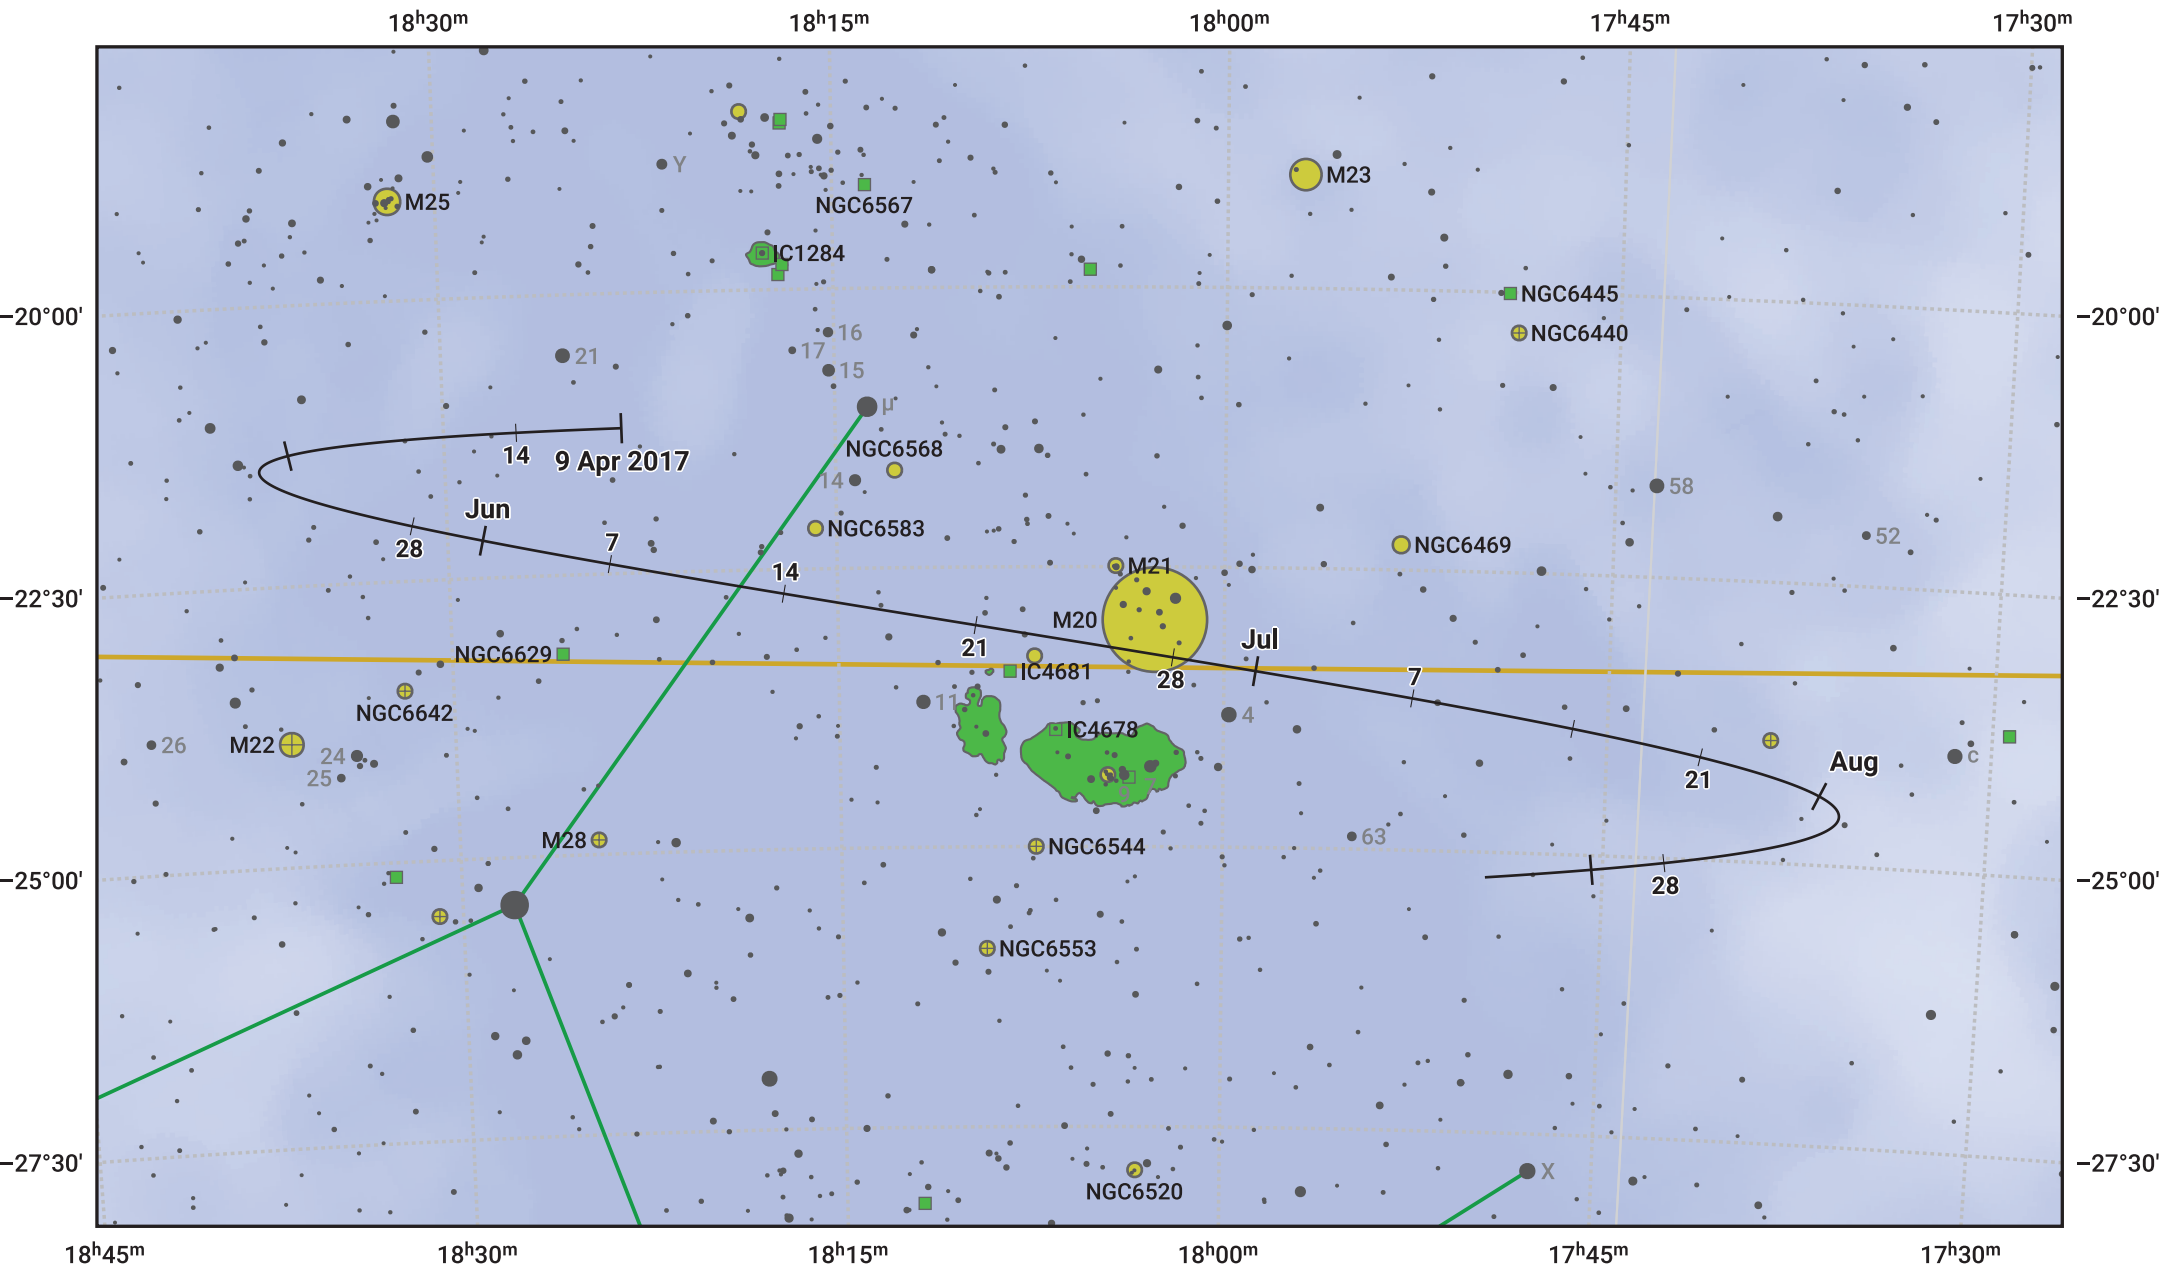 18ʰ30ᵐ 18ʰ15ᵐ 18ʰ00ᵐ 17ʰ45ᵐ 17ʰ30ᵐ
Y
M23
M25
NGC6567
IC1284
NGC6445
−20°00' −20°00'
16
NGC6440
17
21
15
μ
NGC6568
14
9 Apr 2017
14
58
Jun
NGC6583
52
7
NGC6469
28
M21
14
−22°30' −22°30'
M20
Jul
21
NGC6629
IC4681
7
28
11
NGC6642
4
IC4678
M22
26
24
c
Aug
25
21
7
9
63
M28
NGC6544
−25°00' −25°00'
28
NGC6553
−27°30' −27°30'
X
NGC6520
18ʰ45ᵐ 18ʰ30ᵐ 18ʰ15ᵐ 18ʰ00ᵐ 17ʰ45ᵐ 17ʰ30ᵐ